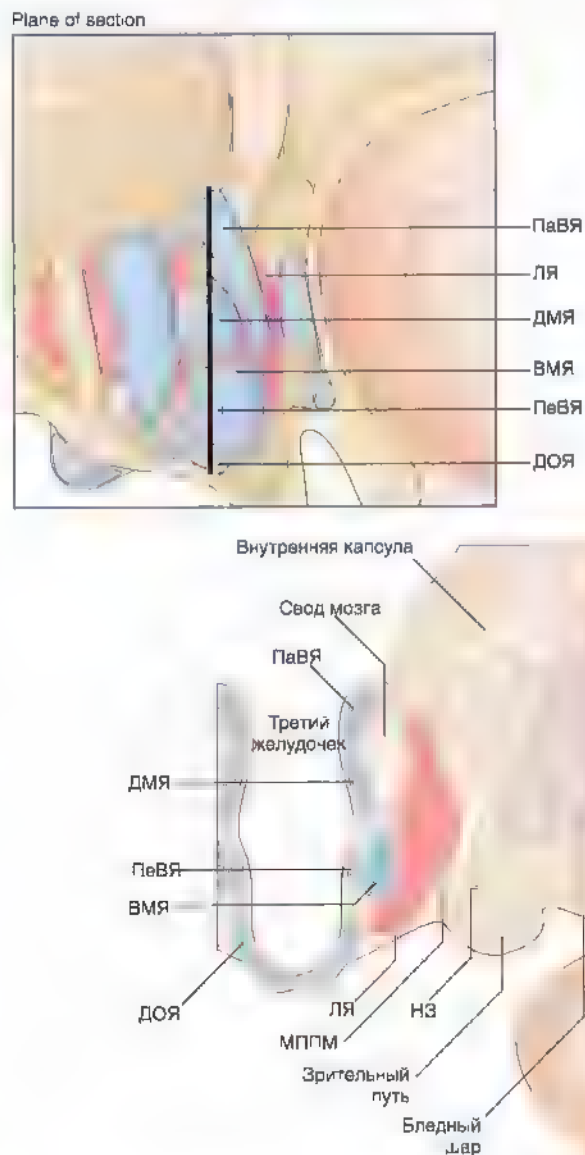 Plane of section
ПаВЯ
ЛЯ
ДМЯ
ВМЯ
ПеВЯ
ДОЯ
Внутренняя капсула
Свод мозга
ПаВЯ
Третий
желудочек
ДМЯ
ПеВЯ
ВМЯ
ДОЯ
ЛЯ
НЗ
МППМ
Зрительный
путь
Бледный